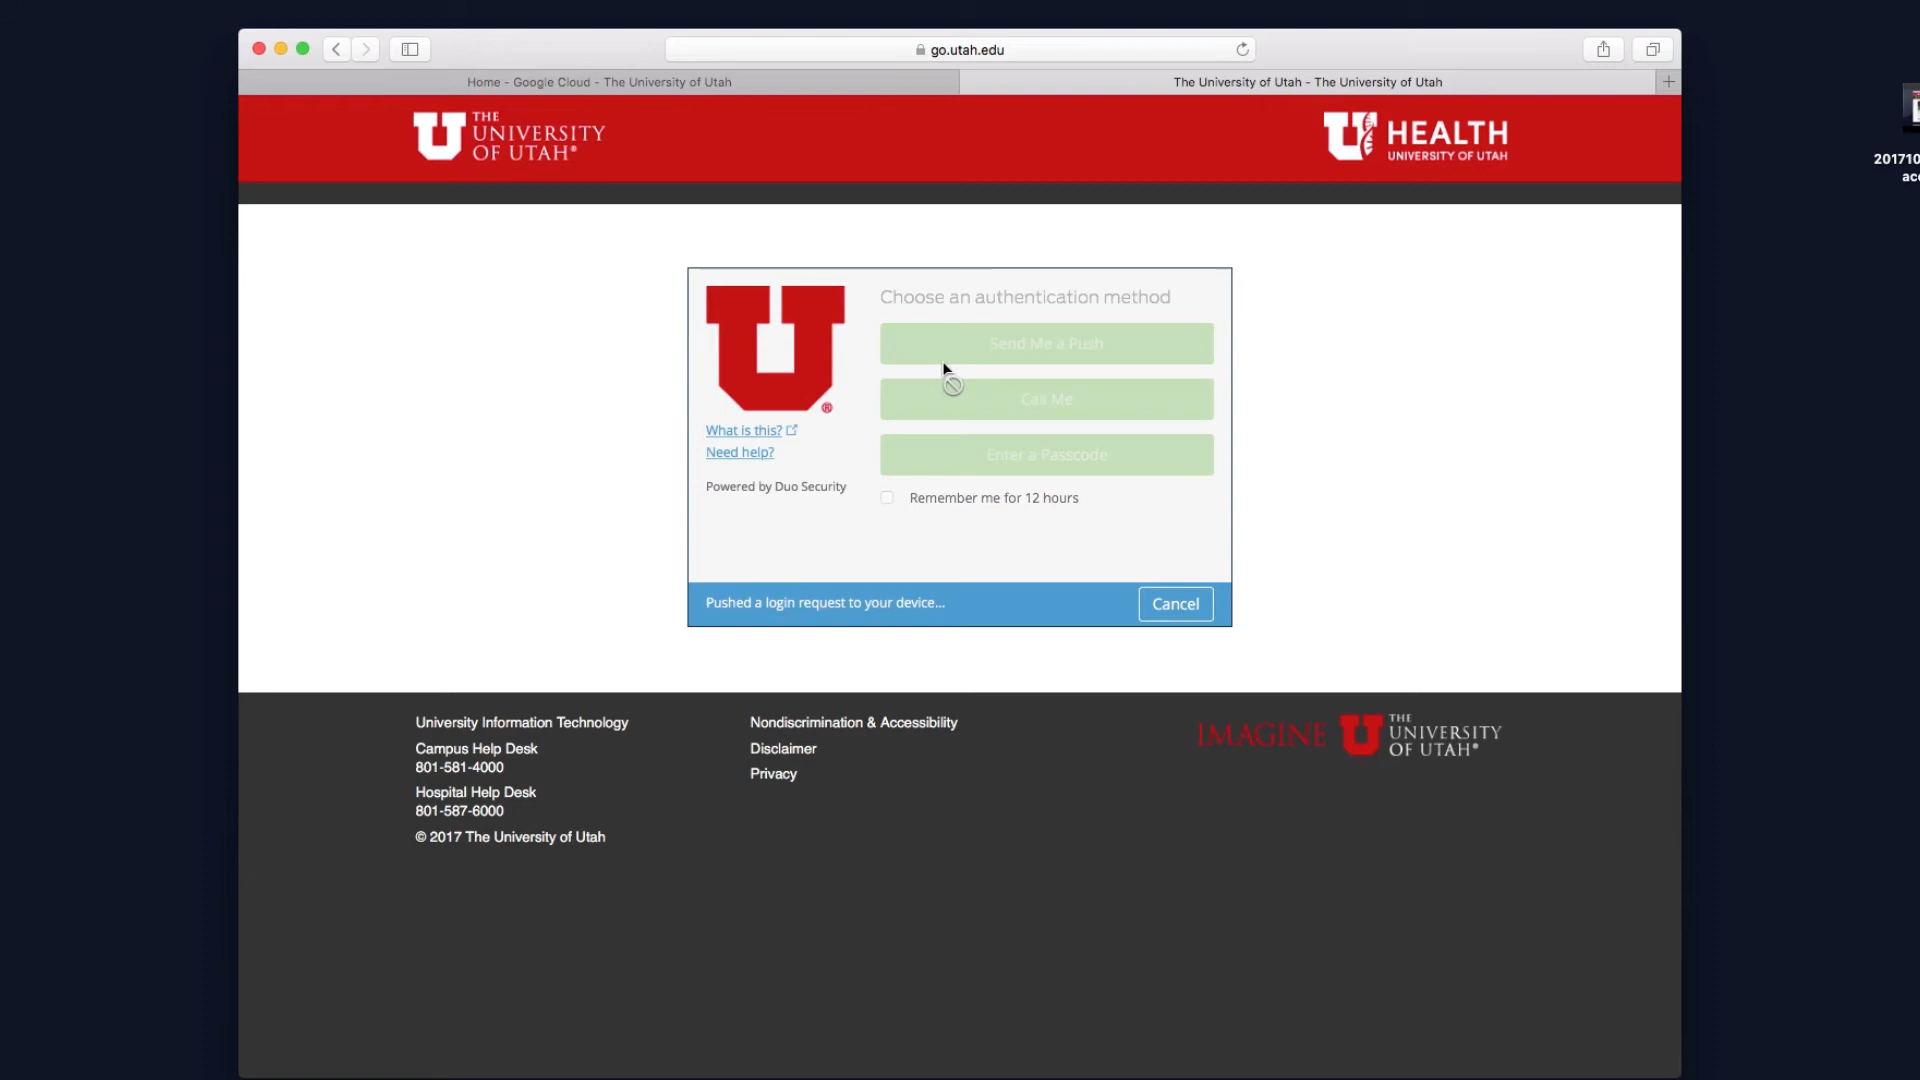 go.utah.edu
Home - Google Cloud - The University of Utah
The University of Utah - The University of Utah
THE
UNIVERSITY
OF UTAH®
HEALTH
UNIVERSITY OF UTAH
201710
acc
Choose an authentication method
Send Me a Push
Call Me
Enter a Passcode
Remember me for 12 hours
®
What is this?
Need help?
Powered by Duo Security
Pushed a login request to your device...
Cancel
University Information Technology
Campus Help Desk
801-581-4000
Hospital Help Desk
801-587-6000
© 2017 The University of Utah
Nondiscrimination & Accessibility
Disclaimer
Privacy
IMAGINE
THE
UNIVERSITY
OF UTAH®